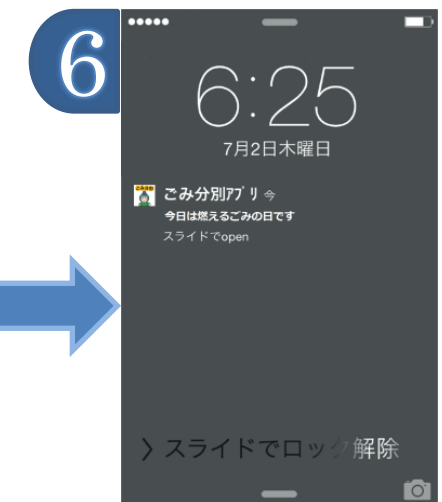 6
6:25
7月2日木曜日
ごみ分別アプリ 今
今日は燃えるごみの日です
スライドでopen
〉スライドでロック解除